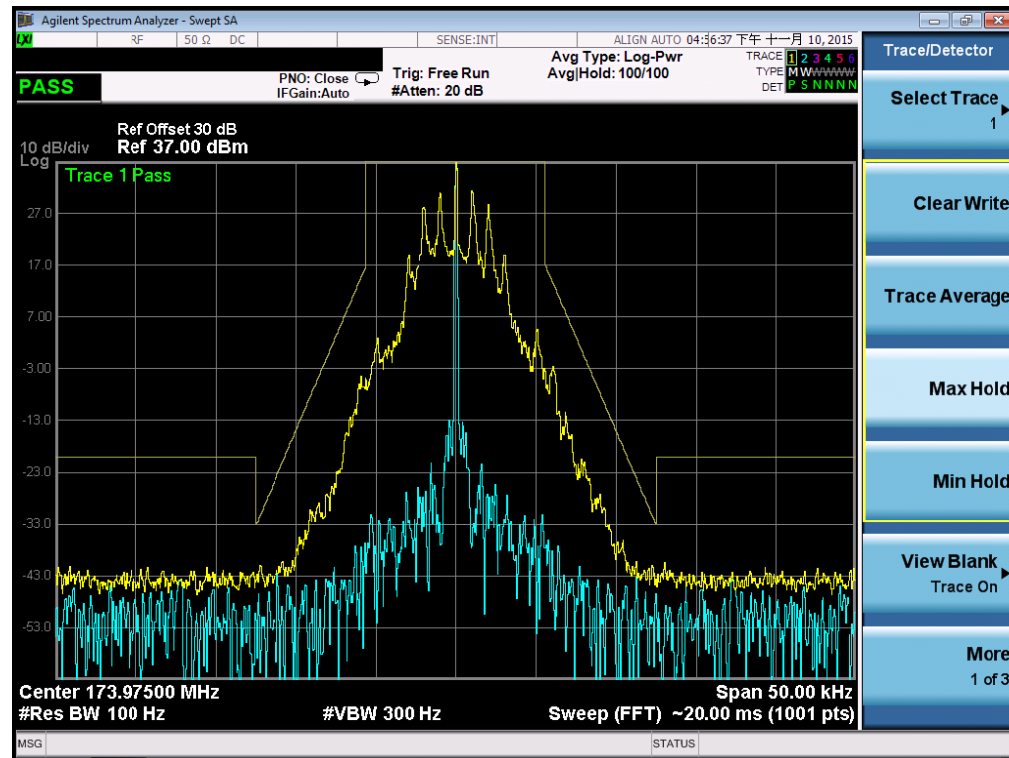 Agilent Spectrum Analyzer - Swept SA
LXI RF 50 Ω DC SENSE:INT ALIGN AUTO 04:36:37 下午 十一月 10, 2015
PASS
PNO: Close
IFGain:Auto
Trig: Free Run
#Atten: 20 dB
Avg Type: Log-Pwr
Avg|Hold: 100/100
TRACE 1 2 3 4 5 6
TYPE M W W W W W
DET P S N N N N
Ref Offset 30 dB
10 dB/div Ref 37.00 dBm
Log
Trace 1 Pass
27.0
17.0
7.00
-3.00
-13.0
-23.0
-33.0
-43.0
-53.0
Center 173.97500 MHz Span 50.00 kHz
#Res BW 100 Hz #VBW 300 Hz Sweep (FFT) ~20.00 ms (1001 pts)
MSG STATUS
Trace/Detector
Select Trace
1
Clear Write
Trace Average
Max Hold
Min Hold
View Blank
Trace On
More
1 of 3